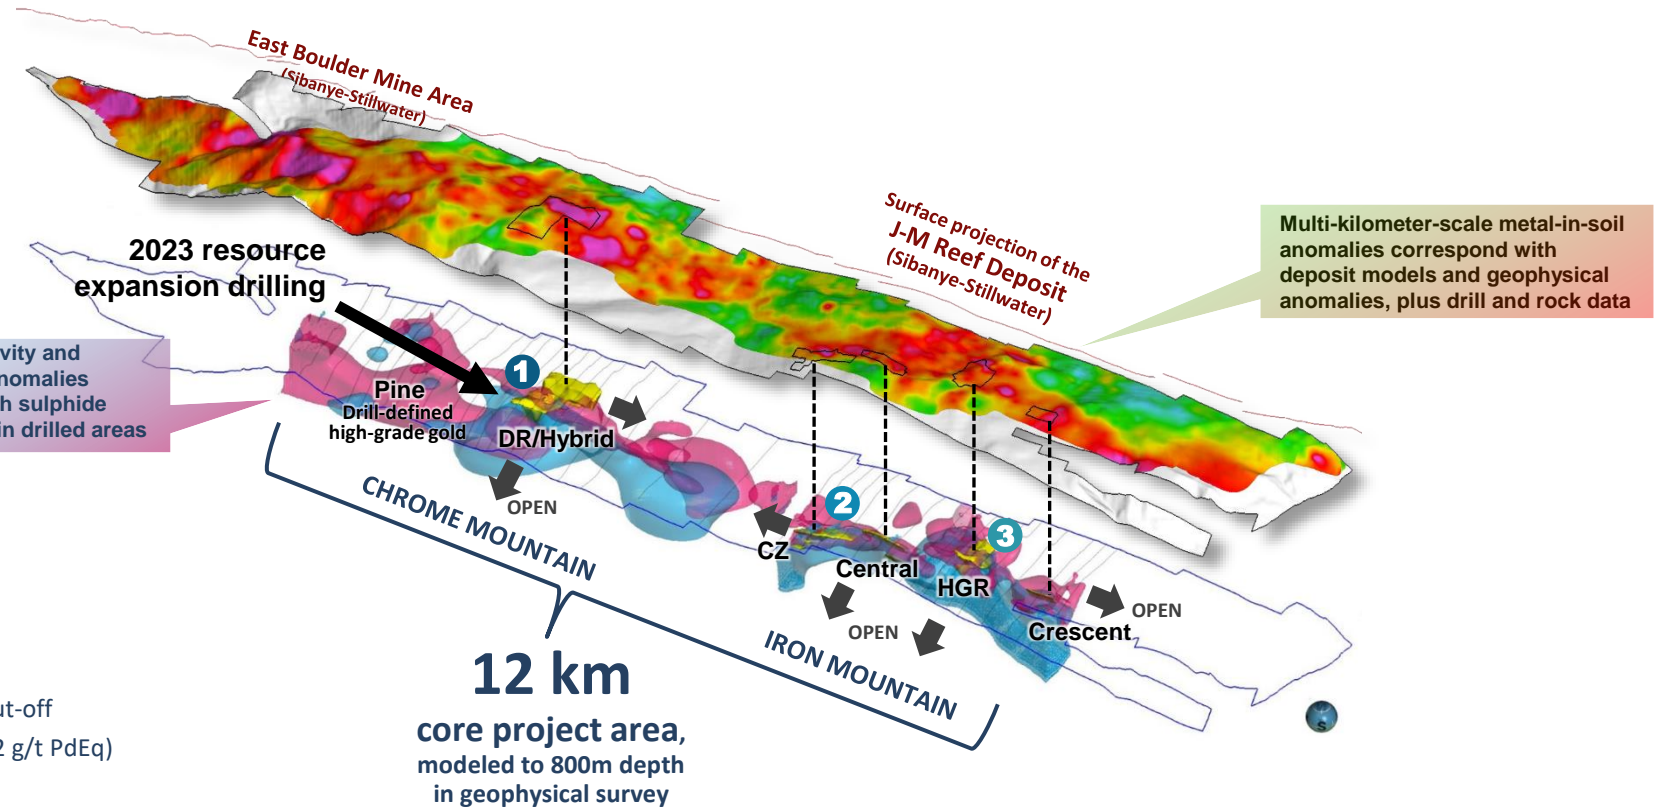 East Boulder Mine Area
(Sibanye-Stillwater)
Surface projection of the
J-M Reef Deposit
(Sibanye-Stillwater)
Multi-kilometer-scale metal-in-soil
anomalies correspond with
deposit models and geophysical
anomalies, plus drill and rock data
2023 resource
expansion drilling
vity and
nomalies
h sulphide
in drilled areas
1
Pine
Drill-defined
high-grade gold
DR/Hybrid
OPEN
CHROME MOUNTAIN
2
CZ
Central
3
HGR
OPEN
Crescent
OPEN
IRON MOUNTAIN
12 km
core project area,
modeled to 800m depth
in geophysical survey
ut-off
2 g/t PdEq)
S